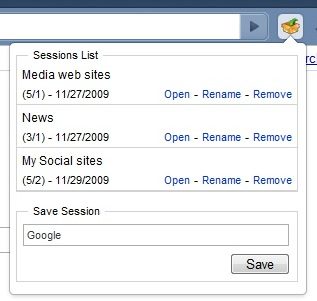 rc
Sessions List
Media web sites
(5/1) - 11/27/2009 Open - Rename - Remove
News
(3/1) - 11/27/2009 Open - Rename - Remove
My Social sites
(5/2) - 11/29/2009 Open - Rename - Remove
Save Session
Google
Save